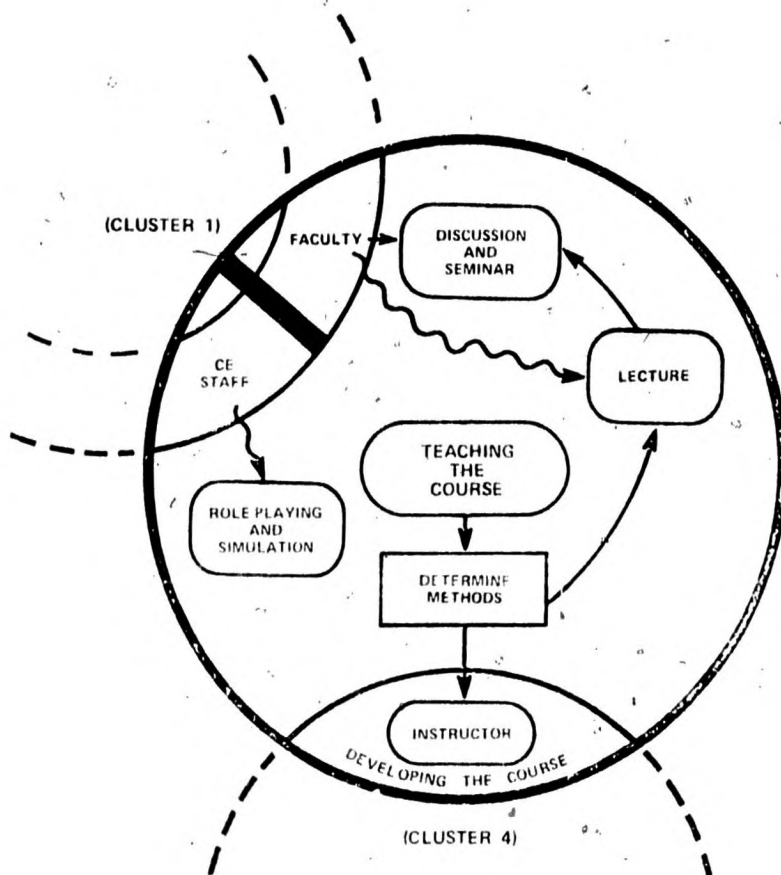 (CLUSTER 1)
FACULTY
DISCUSSION
AND
SEMINAR
LECTURE
CE
STAFF
TEACHING
THE
COURSE
ROLE PLAYING
AND
SIMULATION
DETERMINE
METHODS
INSTRUCTOR
DEVELOPING THE COURSE
(CLUSTER 4)